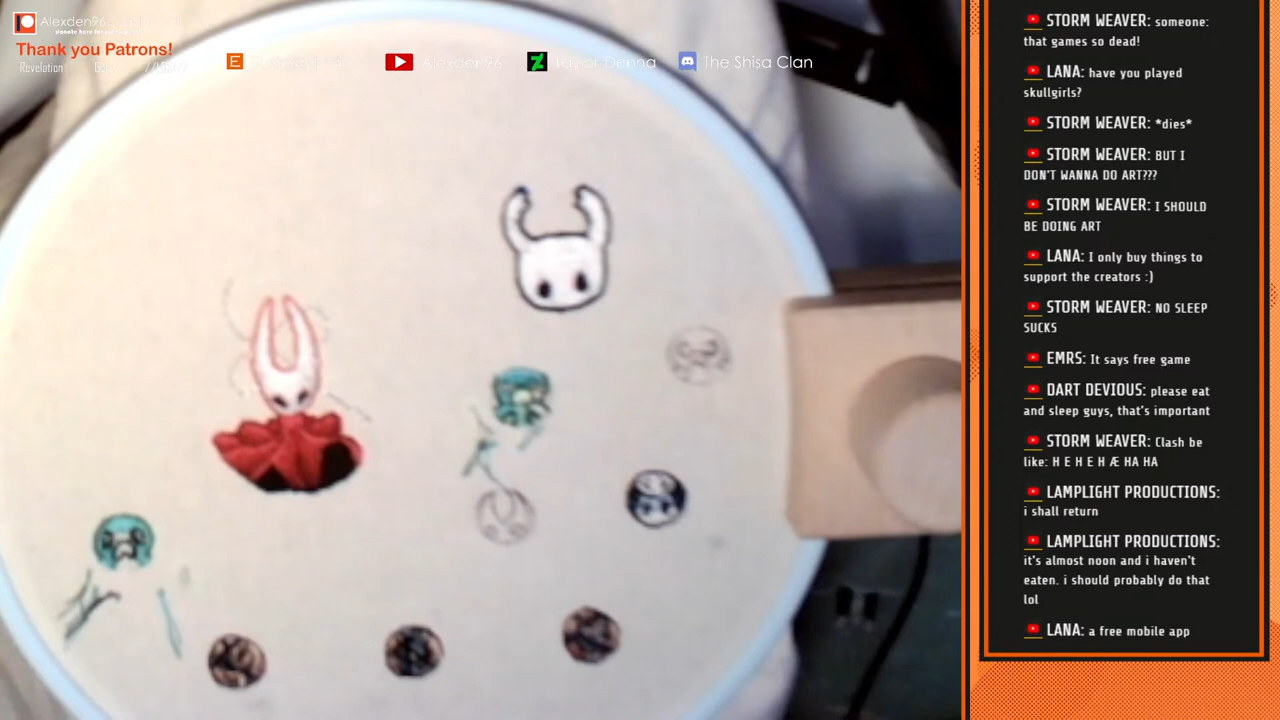 Alexden96
Thank you Patrons!
Revelation
Alexden96
The Shisa Clan
STORM WEAVER: someone:
that games so dead!
LANA: have you played
skullgirls?
STORM WEAVER: *dies*
STORM WEAVER: BUT I
DON'T WANNA DO ART???
STORM WEAVER: I SHOULD
BE DOING ART
LANA: I only buy things to
support the creators :)
STORM WEAVER: NO SLEEP
SUCKS
EMRS: It says free game
DART DEVIOUS: please eat
and sleep guys, that's important
STORM WEAVER: Clash be
like: H E H E H Æ HA HA
LAMPLIGHT PRODUCTIONS:
i shall return
LAMPLIGHT PRODUCTIONS:
it's almost noon and i haven't
eaten. i should probably do that
lol
LANA: a free mobile app